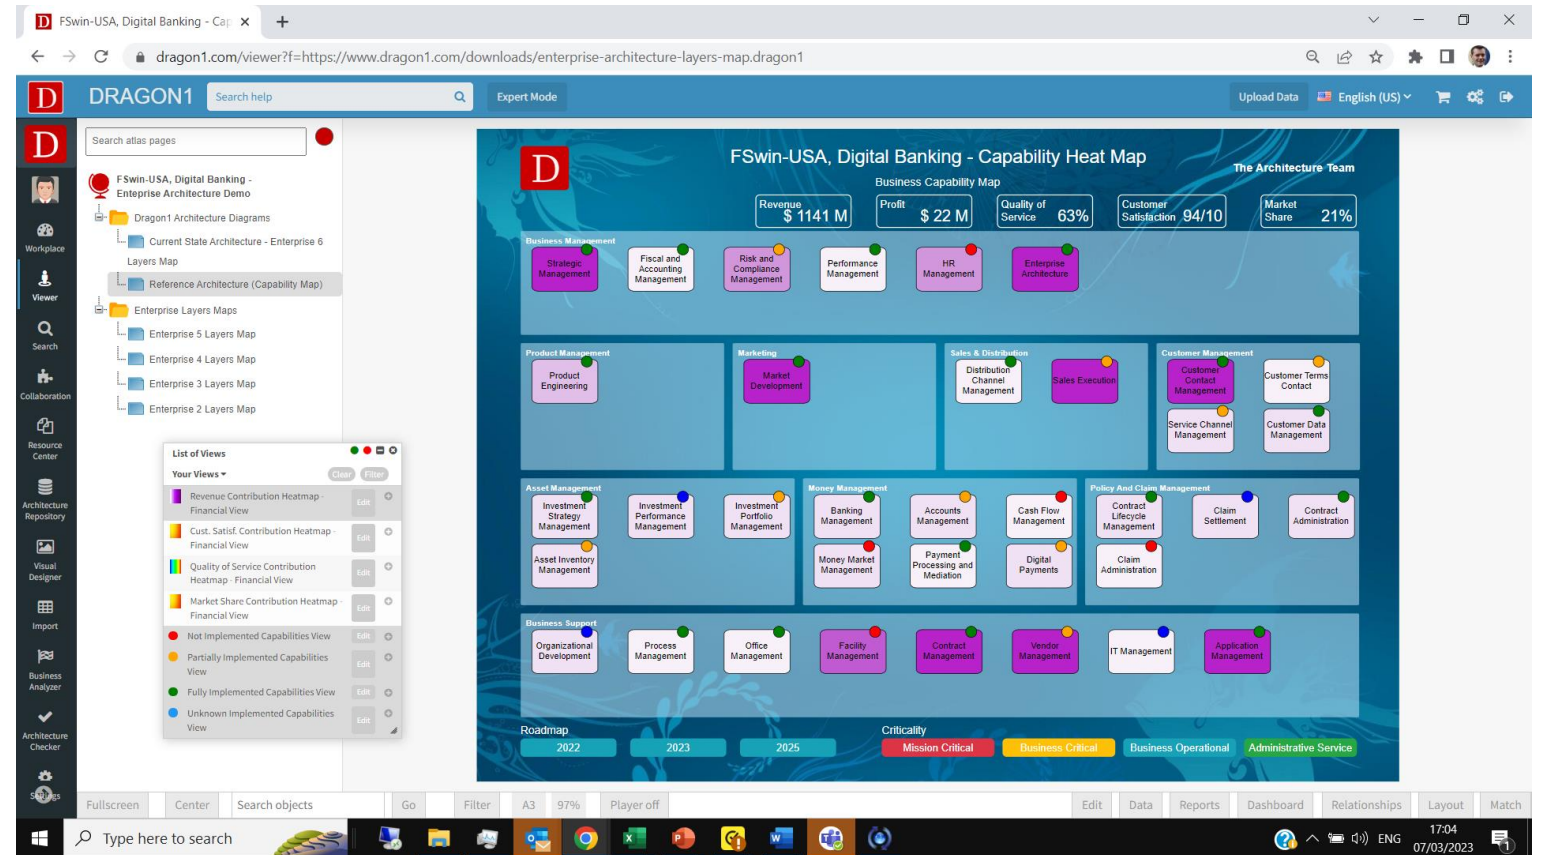 D FSwin-USA, Digital Banking - Cap
dragon1.com/viewer?f=https://www.dragon1.com/downloads/enterprise-architecture-layers-map.dragon1
D DRAGON1 Search help Expert Mode Upload Data English (US)
D
Workplace
Viewer
Search
Collaboration
Resource
Center
Architecture
Repository
Visual
Designer
Import
Business
Analyzer
Architecture
Checker
Settings
Search atlas pages
FSwin-USA, Digital Banking -
Enteprise Architecture Demo
Dragon1 Architecture Diagrams
Current State Architecture - Enterprise 6
Layers Map
Reference Architecture (Capability Map)
Enterprise Layers Maps
Enterprise 5 Layers Map
Enterprise 4 Layers Map
Enterprise 3 Layers Map
Enterprise 2 Layers Map
List of Views
Your Views
Clear Filter
Revenue Contribution Heatmap -
Financial View
Edit
Cust. Satisf. Contribution Heatmap -
Financial View
Edit
Quality of Service Contribution
Heatmap - Financial View
Edit
Market Share Contribution Heatmap -
Financial View
Edit
Not Implemented Capabilities View
Edit
Partially Implemented Capabilities
View
Edit
Fully Implemented Capabilities View
Edit
Unknown Implemented Capabilities
View
Edit
D
FSwin-USA, Digital Banking - Capability Heat Map
Business Capability Map
The Architecture Team
Revenue
$ 1141 M
Profit
$ 22 M
Quality of
Service 63%
Customer
Satisfaction 94/10
Market
Share 21%
Business Management
Strategic
Management
Fiscal and
Accounting
Management
Risk and
Compliance
Management
Performance
Management
HR
Management
Enterprise
Architecture
Product Management
Product
Engineering
Marketing
Market
Development
Sales & Distribution
Distribution
Channel
Management
Sales Execution
Customer Management
Customer
Contact
Management
Customer Terms
Contact
Service Channel
Management
Customer Data
Management
Asset Management
Investment
Strategy
Management
Investment
Performance
Management
Investment
Portfolio
Management
Asset Inventory
Management
Money Management
Banking
Management
Accounts
Management
Cash Flow
Management
Money Market
Management
Payment
Processing and
Mediation
Digital
Payments
Policy And Claim Management
Contract
Lifecycle
Management
Claim
Settlement
Contract
Administration
Claim
Administration
Business Support
Organizational
Development
Process
Management
Office
Management
Facility
Management
Contract
Management
Vendor
Management
IT Management
Application
Management
Roadmap
2022 2023 2025
Criticality
Mission Critical Business Critical Business Operational Administrative Service
Fullscreen Center Search objects Go Filter A3 97% Player off Edit Data Reports Dashboard Relationships Layout Match
Type here to search
ENG
17:04
07/03/2023